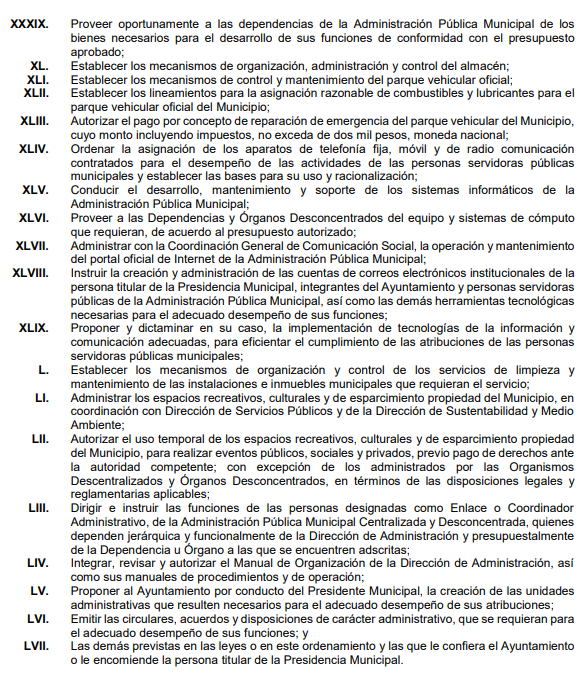 XXXIX. Proveer oportunamente a las dependencias de la Administración Pública Municipal de los
bienes necesarios para el desarrollo de sus funciones de conformidad con el presupuesto
aprobado;
XL. Establecer los mecanismos de organización, administración y control del almacén;
XLI. Establecer los mecanismos de control y mantenimiento del parque vehicular oficial;
XLII. Establecer los lineamientos para la asignación razonable de combustibles y lubricantes para el
parque vehicular oficial del Municipio;
XLIII. Autorizar el pago por concepto de reparación de emergencia del parque vehicular del Municipio,
cuyo monto incluyendo impuestos, no exceda de dos mil pesos, moneda nacional;
XLIV. Ordenar la asignación de los aparatos de telefonía fija, móvil y de radio comunicación
contratados para el desempeño de las actividades de las personas servidoras públicas
municipales y establecer las bases para su uso y racionalización;
XLV. Conducir el desarrollo, mantenimiento y soporte de los sistemas informáticos de la
Administración Pública Municipal;
XLVI. Proveer a las Dependencias y Órganos Desconcentrados del equipo y sistemas de cómputo
que requieran, de acuerdo al presupuesto autorizado;
XLVII. Administrar con la Coordinación General de Comunicación Social, la operación y mantenimiento
del portal oficial de Internet de la Administración Pública Municipal;
XLVIII. Instruir la creación y administración de las cuentas de correos electrónicos institucionales de la
persona titular de la Presidencia Municipal, integrantes del Ayuntamiento y personas servidoras
públicas de la Administración Pública Municipal, así como las demás herramientas tecnológicas
necesarias para el adecuado desempeño de sus funciones;
XLIX. Proponer y dictaminar en su caso, la implementación de tecnologías de la información y
comunicación adecuadas, para eficientar el cumplimiento de las atribuciones de las personas
servidoras públicas municipales;
L. Establecer los mecanismos de organización y control de los servicios de limpieza y
mantenimiento de las instalaciones e inmuebles municipales que requieran el servicio;
LI. Administrar los espacios recreativos, culturales y de esparcimiento propiedad del Municipio, en
coordinación con Dirección de Servicios Públicos y de la Dirección de Sustentabilidad y Medio
Ambiente;
LII. Autorizar el uso temporal de los espacios recreativos, culturales y de esparcimiento propiedad
del Municipio, para realizar eventos públicos, sociales y privados, previo pago de derechos ante
la autoridad competente; con excepción de los administrados por las Organismos
Descentralizados y Órganos Desconcentrados, en términos de las disposiciones legales y
reglamentarias aplicables;
LIII. Dirigir e instruir las funciones de las personas designadas como Enlace o Coordinador
Administrativo, de la Administración Pública Municipal Centralizada y Desconcentrada, quienes
dependen jerárquica y funcionalmente de la Dirección de Administración y presupuestalmente
de la Dependencia u Órgano a las que se encuentren adscritas;
LIV. Integrar, revisar y autorizar el Manual de Organización de la Dirección de Administración, así
como sus manuales de procedimientos y de operación;
LV. Proponer al Ayuntamiento por conducto del Presidente Municipal, la creación de las unidades
administrativas que resulten necesarios para el adecuado desempeño de sus atribuciones;
LVI. Emitir las circulares, acuerdos y disposiciones de carácter administrativo, que se requieran para
el adecuado desempeño de sus funciones; y
LVII. Las demás previstas en las leyes o en este ordenamiento y las que le confiera el Ayuntamiento
o le encomiende la persona titular de la Presidencia Municipal.